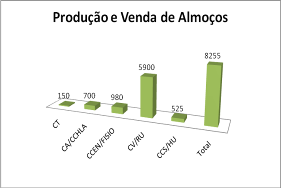 Produção e Venda de Almoços
150
700
980
5900
525
8255
CT
CA/CCHLA
CCEN/FISIO
CV/RU
CCS/HU
Total